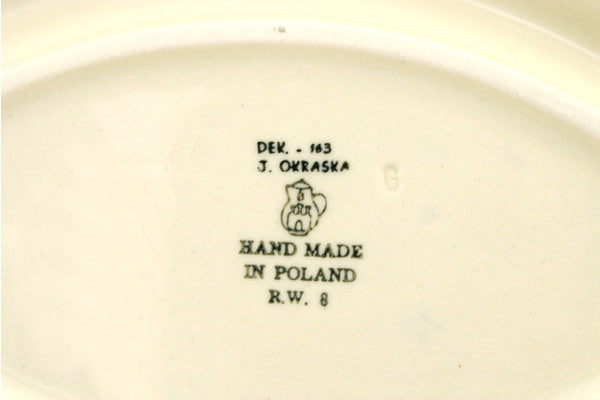 DEK. - 163
J. OKRASKA
G
HAND MADE
IN POLAND
R.W. 8